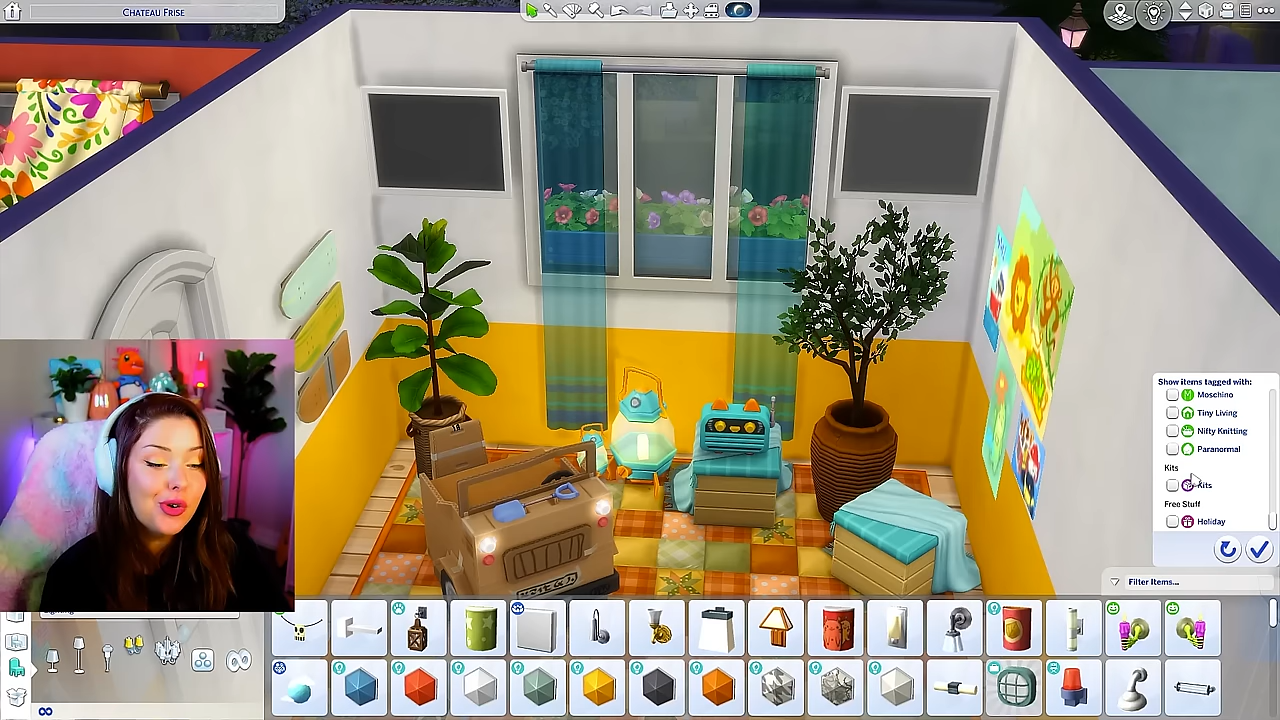 Chateau Frise
Show items tagged with:
Moschino
Tiny Living
Nifty Knitting
Paranormal
Kits
Kits
Free Stuff
Holiday
Filter Items...